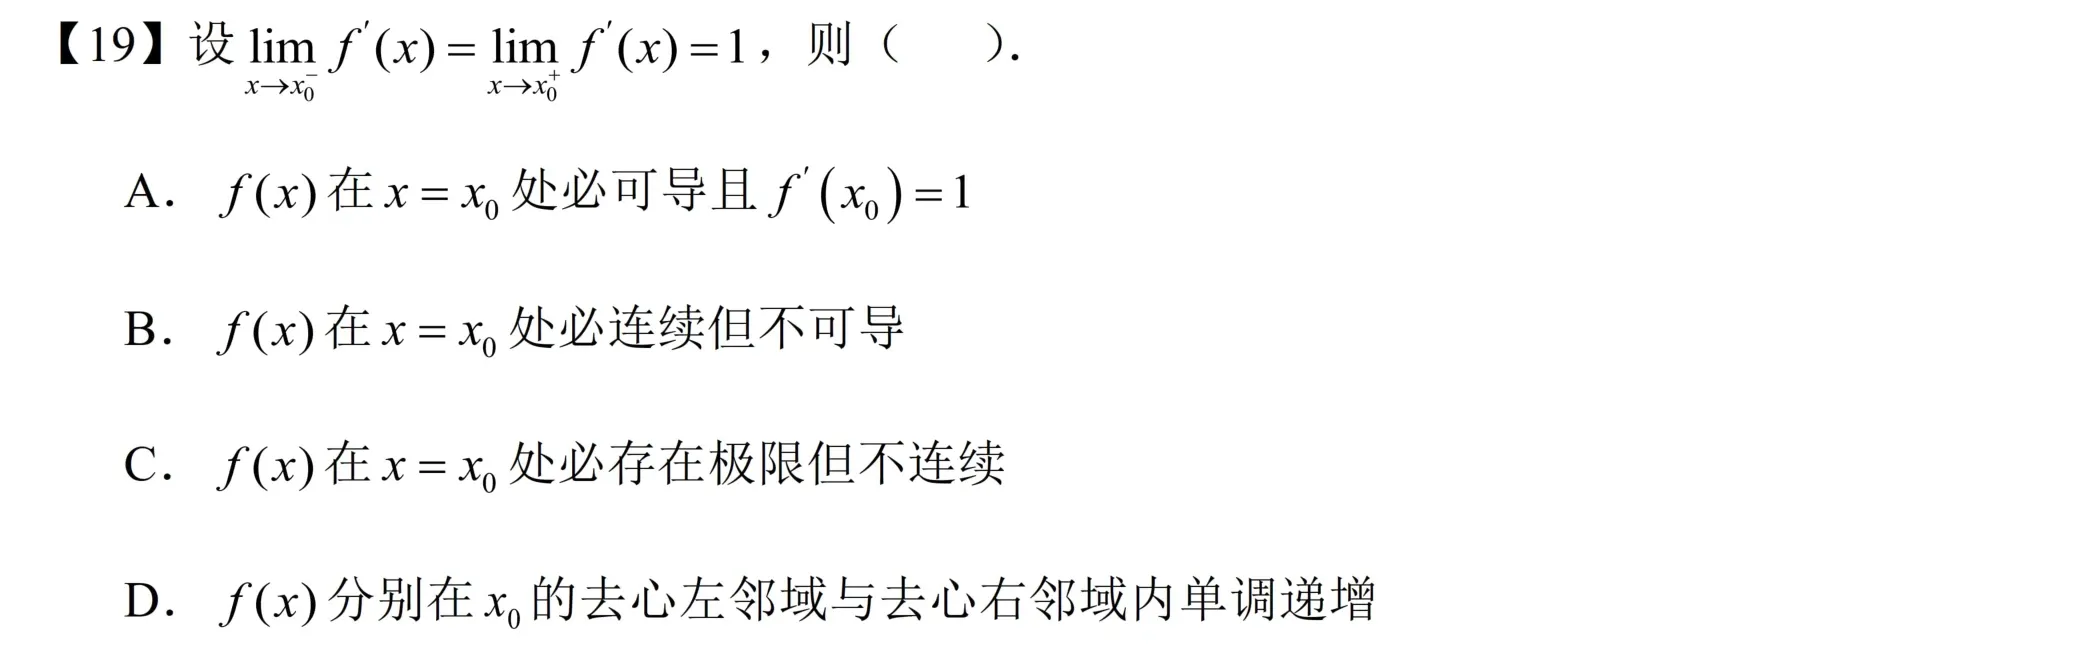 【19】设 $\lim\limits_{x \to x_0^-} f'(x) = \lim\limits_{x \to x_0^+} f'(x) = 1$，则（  ）.
A. $f(x)$ 在 $x = x_0$ 处必可导且 $f'(x_0) = 1$
B. $f(x)$ 在 $x = x_0$ 处必连续但不可导
C. $f(x)$ 在 $x = x_0$ 处必存在极限但不连续
D. $f(x)$ 分别在 $x_0$ 的去心左邻域与去心右邻域内单调递增